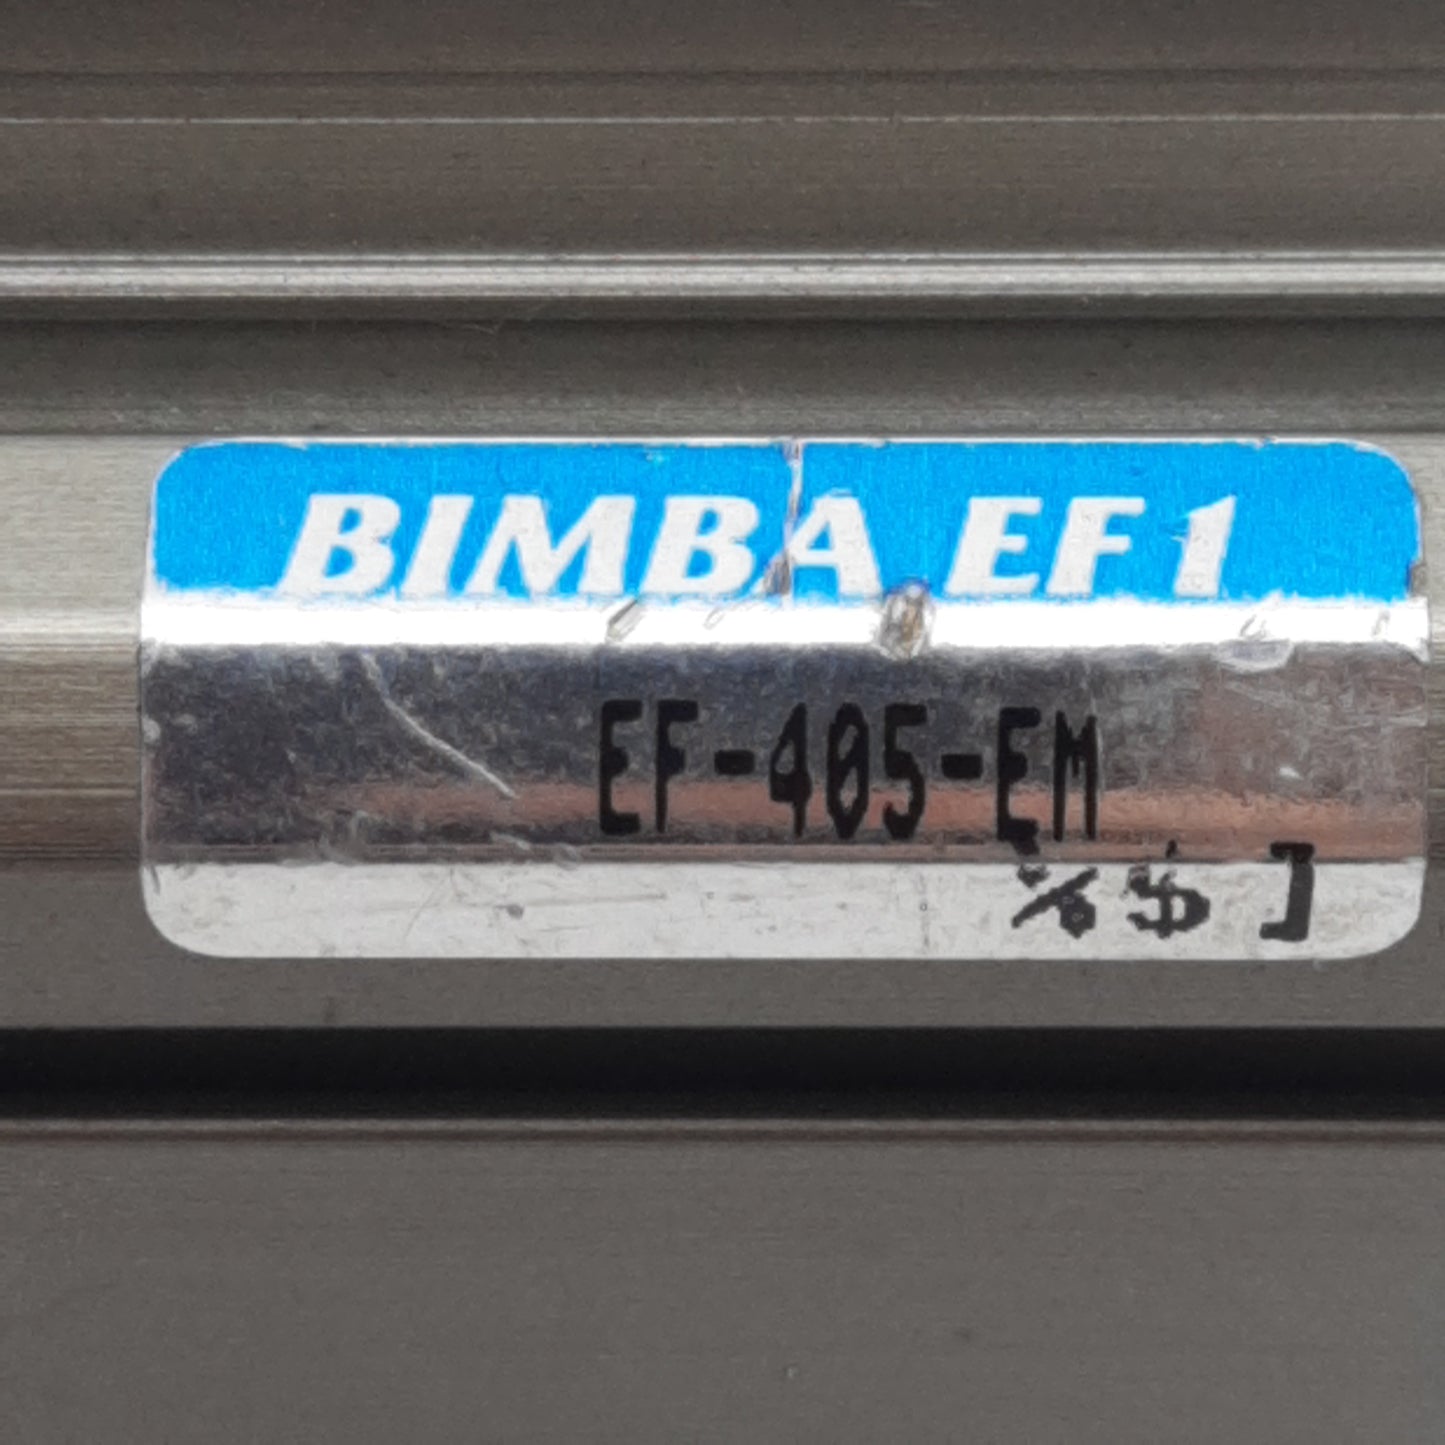 BIMBA EF1
EF-405-EM
%$ ]